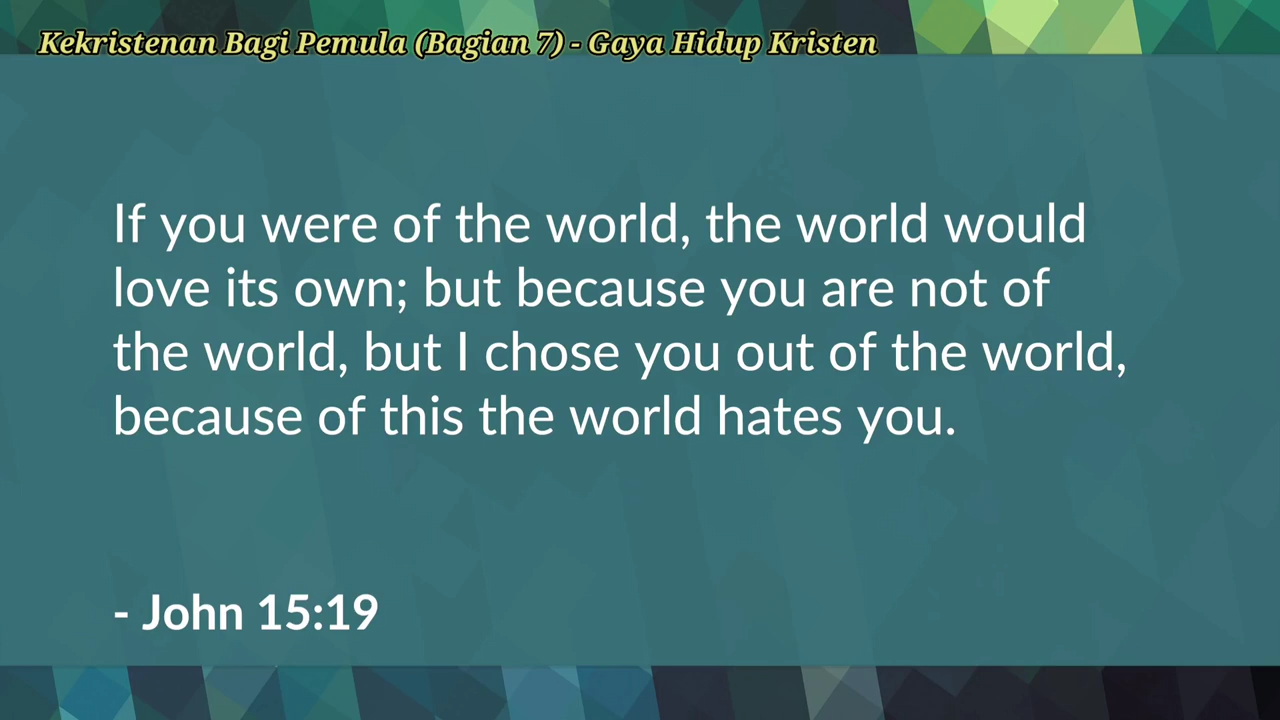 Kekristenan Bagi Pemula (Bagian 7) - Gaya Hidup Kristen
If you were of the world, the world would
love its own; but because you are not of
the world, but I chose you out of the world,
because of this the world hates you.
- John 15:19